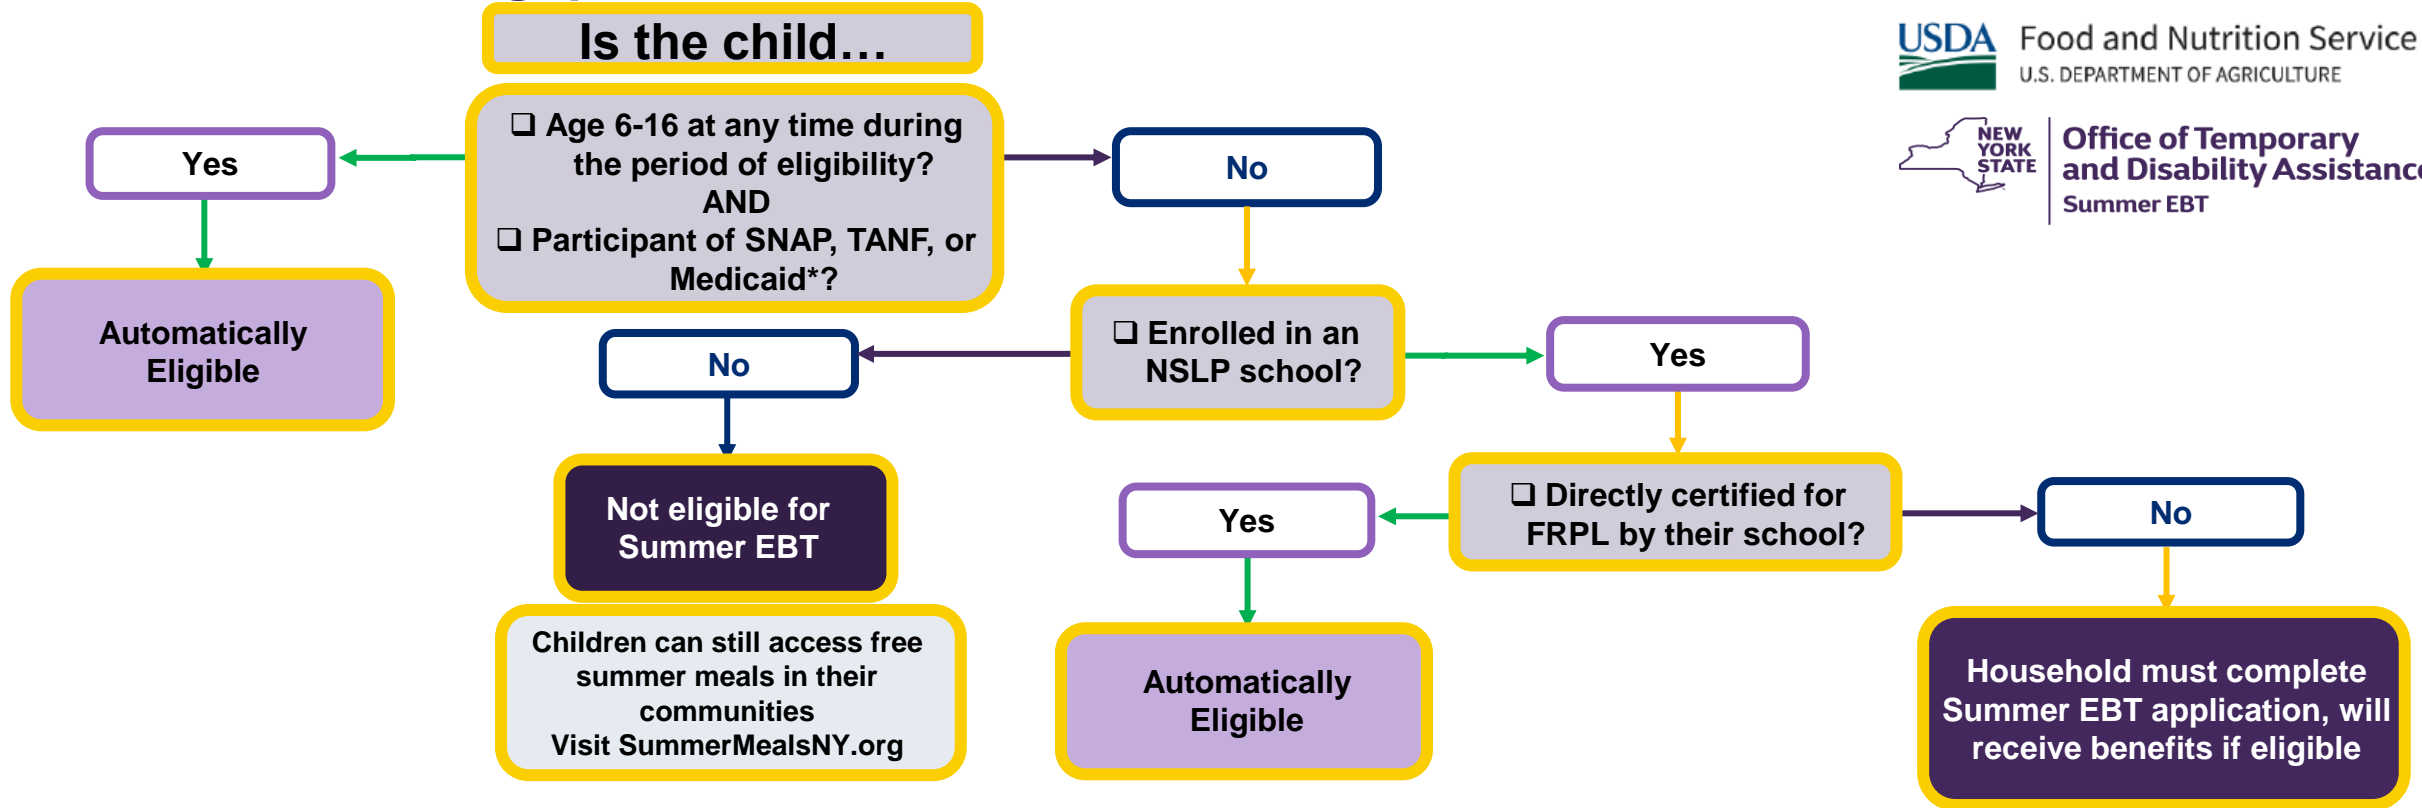 Is the child…
USDA Food and Nutrition Service
U.S. DEPARTMENT OF AGRICULTURE
NEW
YORK
STATE
Office of Temporary
and Disability Assistance
Summer EBT
❑ Age 6-16 at any time during
the period of eligibility?
AND
❑ Participant of SNAP, TANF, or
Medicaid*?
Yes
No
Automatically
Eligible
❑ Enrolled in an
NSLP school?
No
Yes
Not eligible for
Summer EBT
Children can still access free
summer meals in their
communities
Visit SummerMealsNY.org
❑ Directly certified for
FRPL by their school?
Yes
No
Automatically
Eligible
Household must complete
Summer EBT application, will
receive benefits if eligible